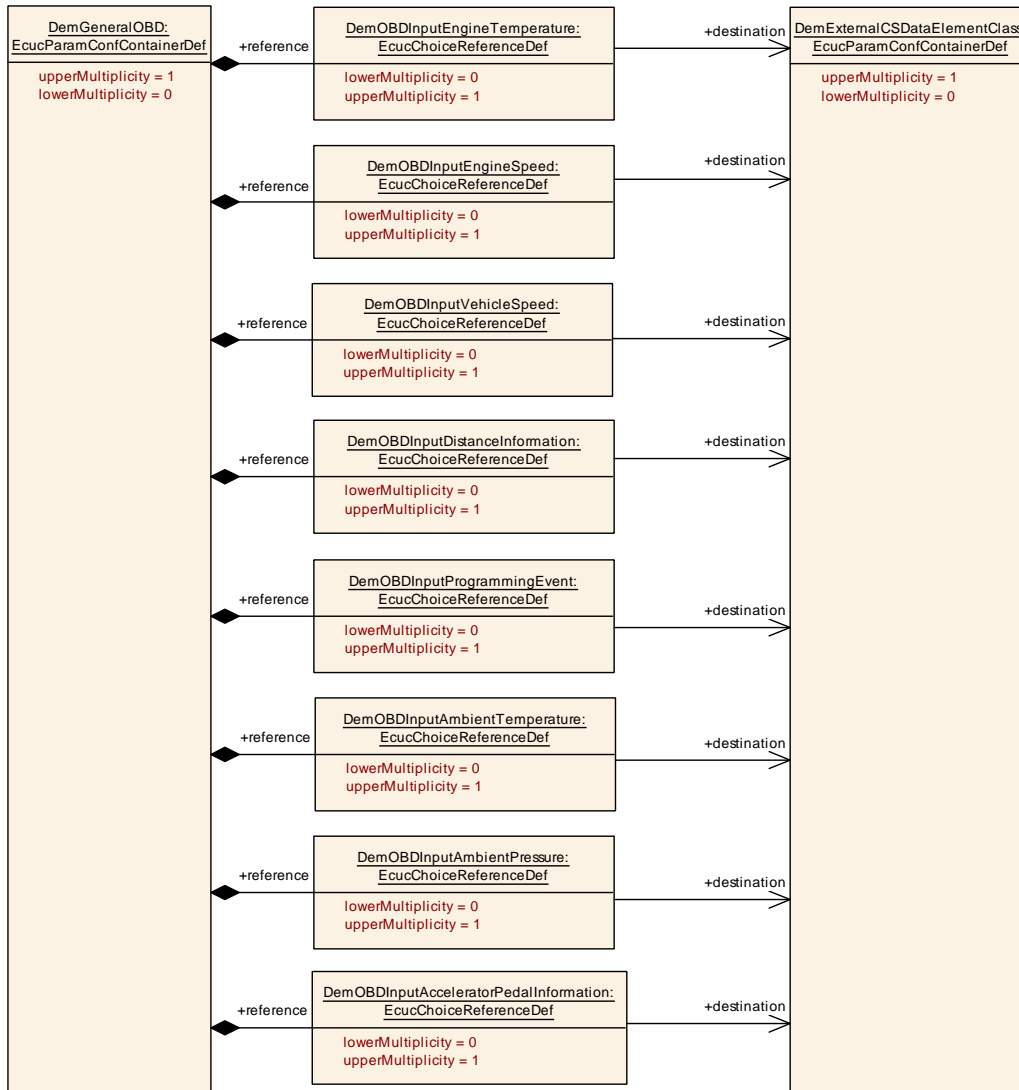 DemGeneralOBD:
EcucParamConfContainerDef
upperMultiplicity = 1
lowerMultiplicity = 0
+reference
DemOBDInputEngineTemperature:
EcucChoiceReferenceDef
lowerMultiplicity = 0
upperMultiplicity = 1
+destination
DemExternalCSDataElementClass
EcucParamConfContainerDef
upperMultiplicity = 1
lowerMultiplicity = 0
+reference
DemOBDInputEngineSpeed:
EcucChoiceReferenceDef
lowerMultiplicity = 0
upperMultiplicity = 1
+destination
+reference
DemOBDInputVehicleSpeed:
EcucChoiceReferenceDef
lowerMultiplicity = 0
upperMultiplicity = 1
+destination
+reference
DemOBDInputDistanceInformation:
EcucChoiceReferenceDef
lowerMultiplicity = 0
upperMultiplicity = 1
+destination
+reference
DemOBDInputProgrammingEvent:
EcucChoiceReferenceDef
lowerMultiplicity = 0
upperMultiplicity = 1
+destination
+reference
DemOBDInputAmbientTemperature:
EcucChoiceReferenceDef
lowerMultiplicity = 0
upperMultiplicity = 1
+destination
+reference
DemOBDInputAmbientPressure:
EcucChoiceReferenceDef
lowerMultiplicity = 0
upperMultiplicity = 1
+destination
+reference
DemOBDInputAcceleratorPedalInformation:
EcucChoiceReferenceDef
lowerMultiplicity = 0
upperMultiplicity = 1
+destination